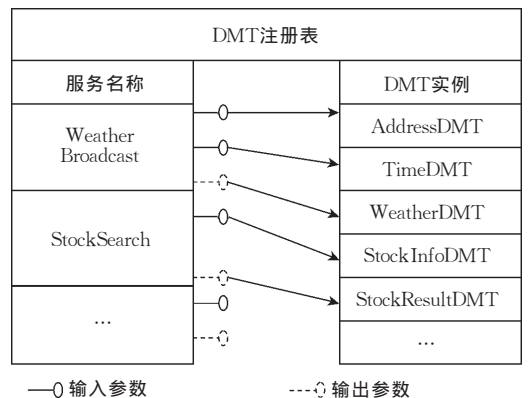 DMT注册表
服务名称
DMT实例
Weather
Broadcast
StockSearch
…
AddressDMT
TimeDMT
WeatherDMT
StockInfoDMT
StockResultDMT
…
输入参数
输出参数